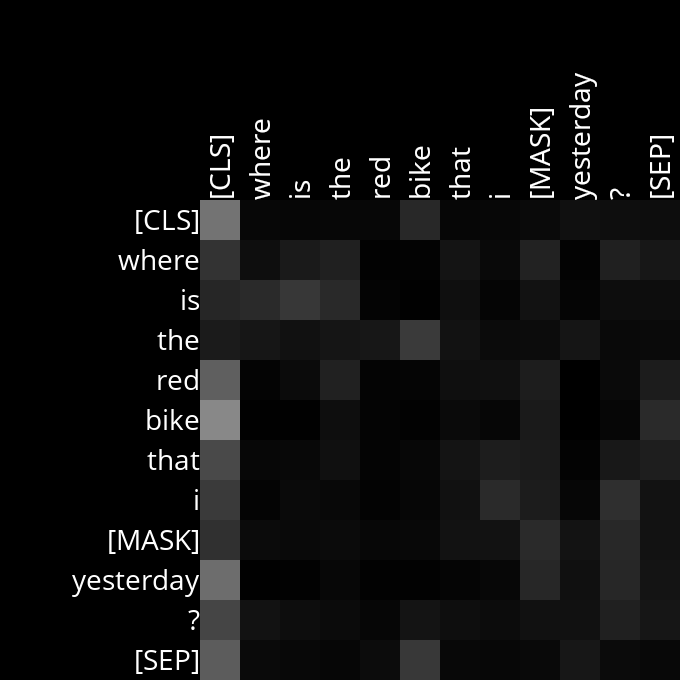 [CLS] where is the red bike that i [MASK] yesterday ? [SEP]
[CLS]
where
is
the
red
bike
that
i
[MASK]
yesterday
?
[SEP]